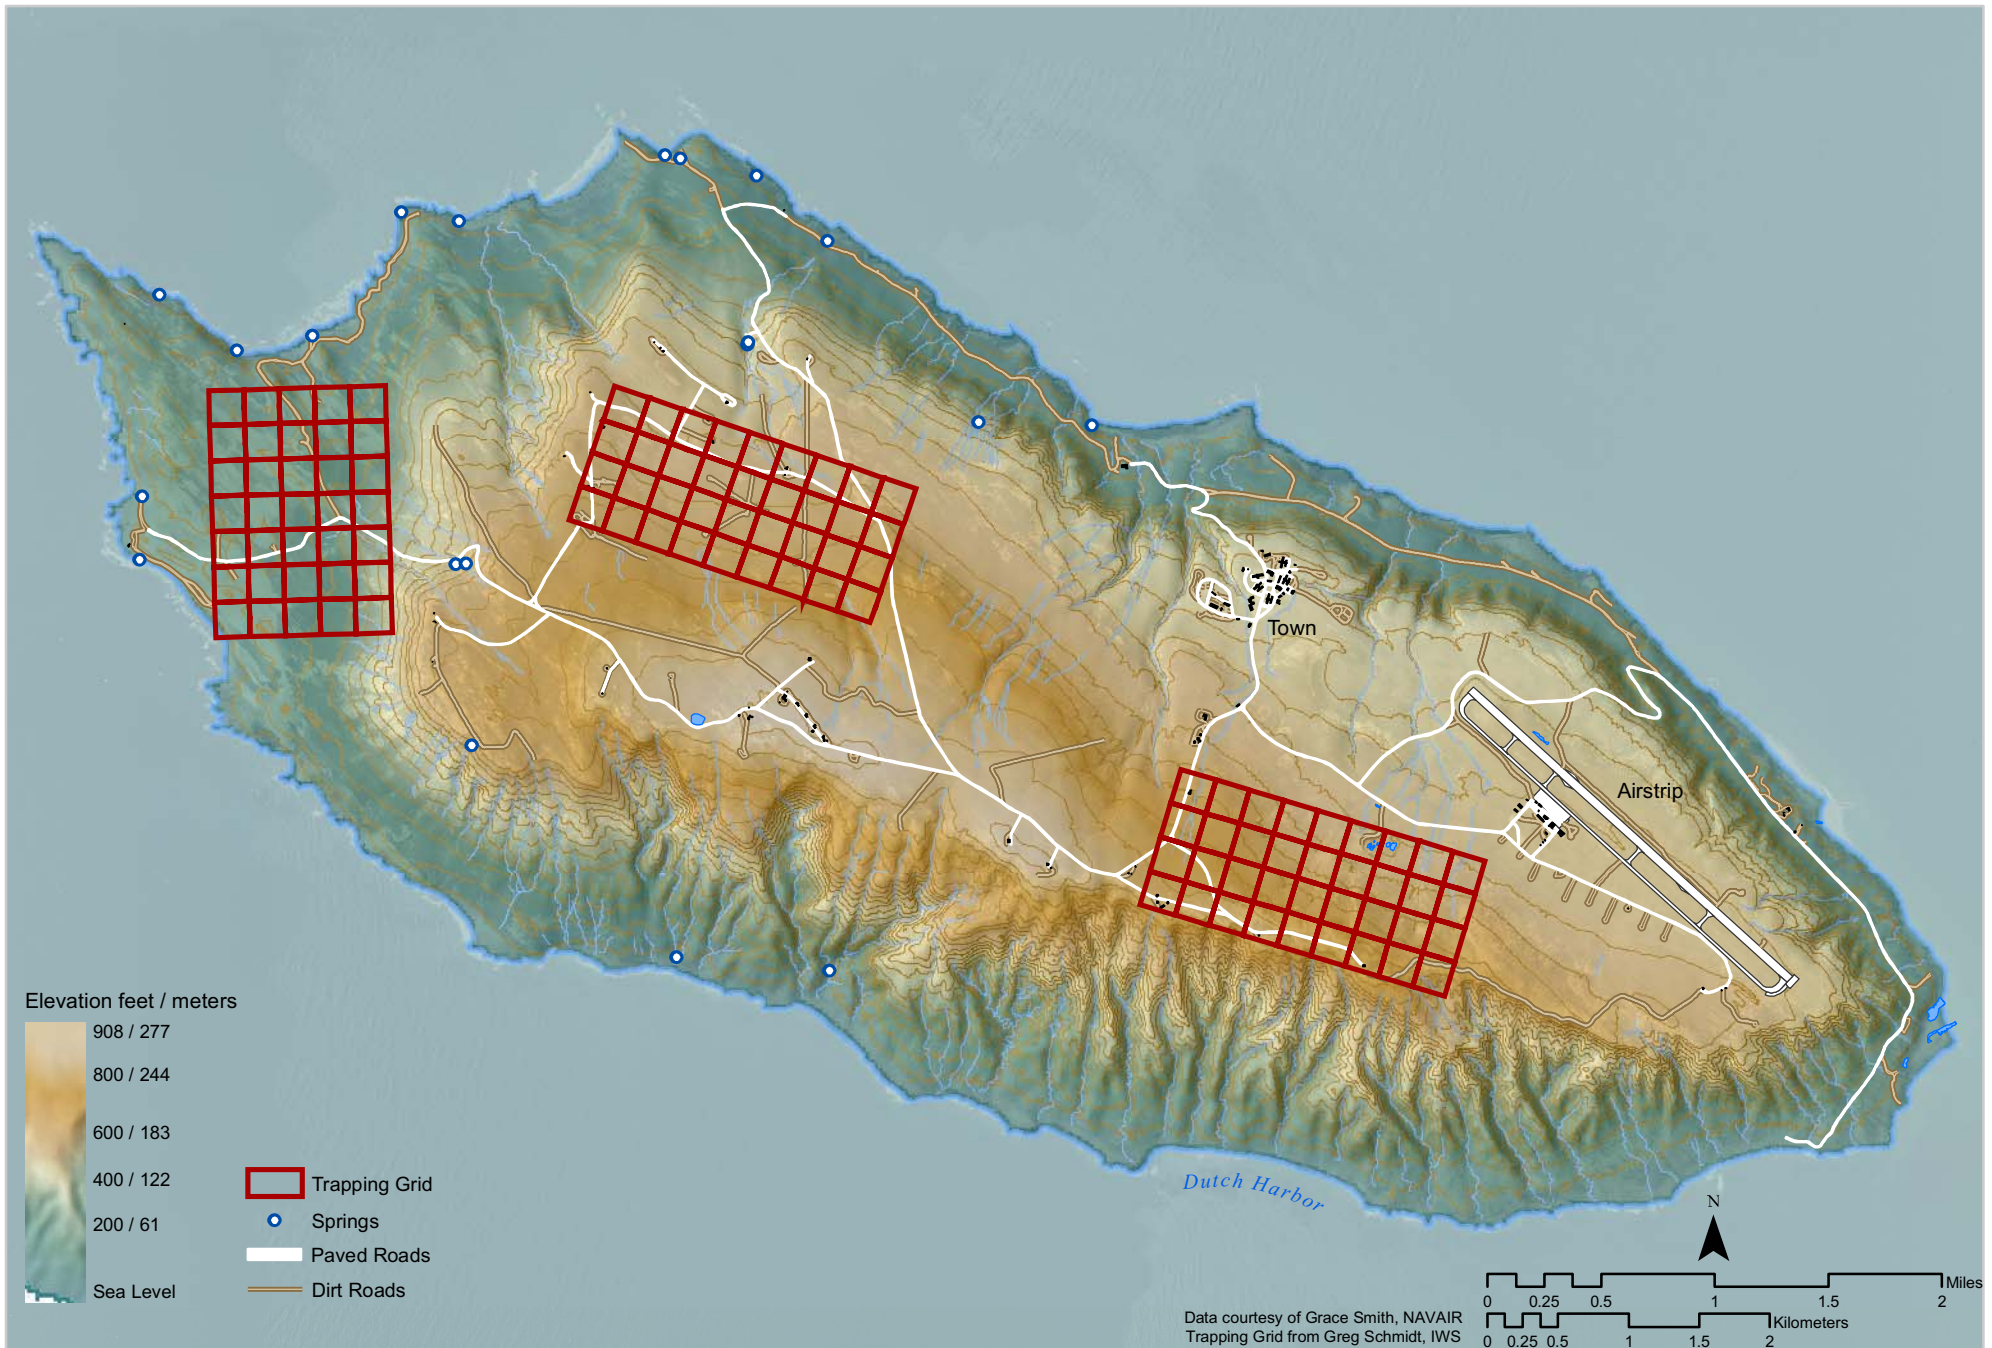 Town
Airstrip
Elevation feet / meters
908 / 277
800 / 244
600 / 183
400 / 122
200 / 61
Sea Level
Trapping Grid
Springs
Paved Roads
Dirt Roads
Dutch Harbor
N
Miles
0 0.25 0.5 1 1.5 2
Kilometers
0 0.25 0.5 1 1.5 2
Data courtesy of Grace Smith, NAVAIR
Trapping Grid from Greg Schmidt, IWS